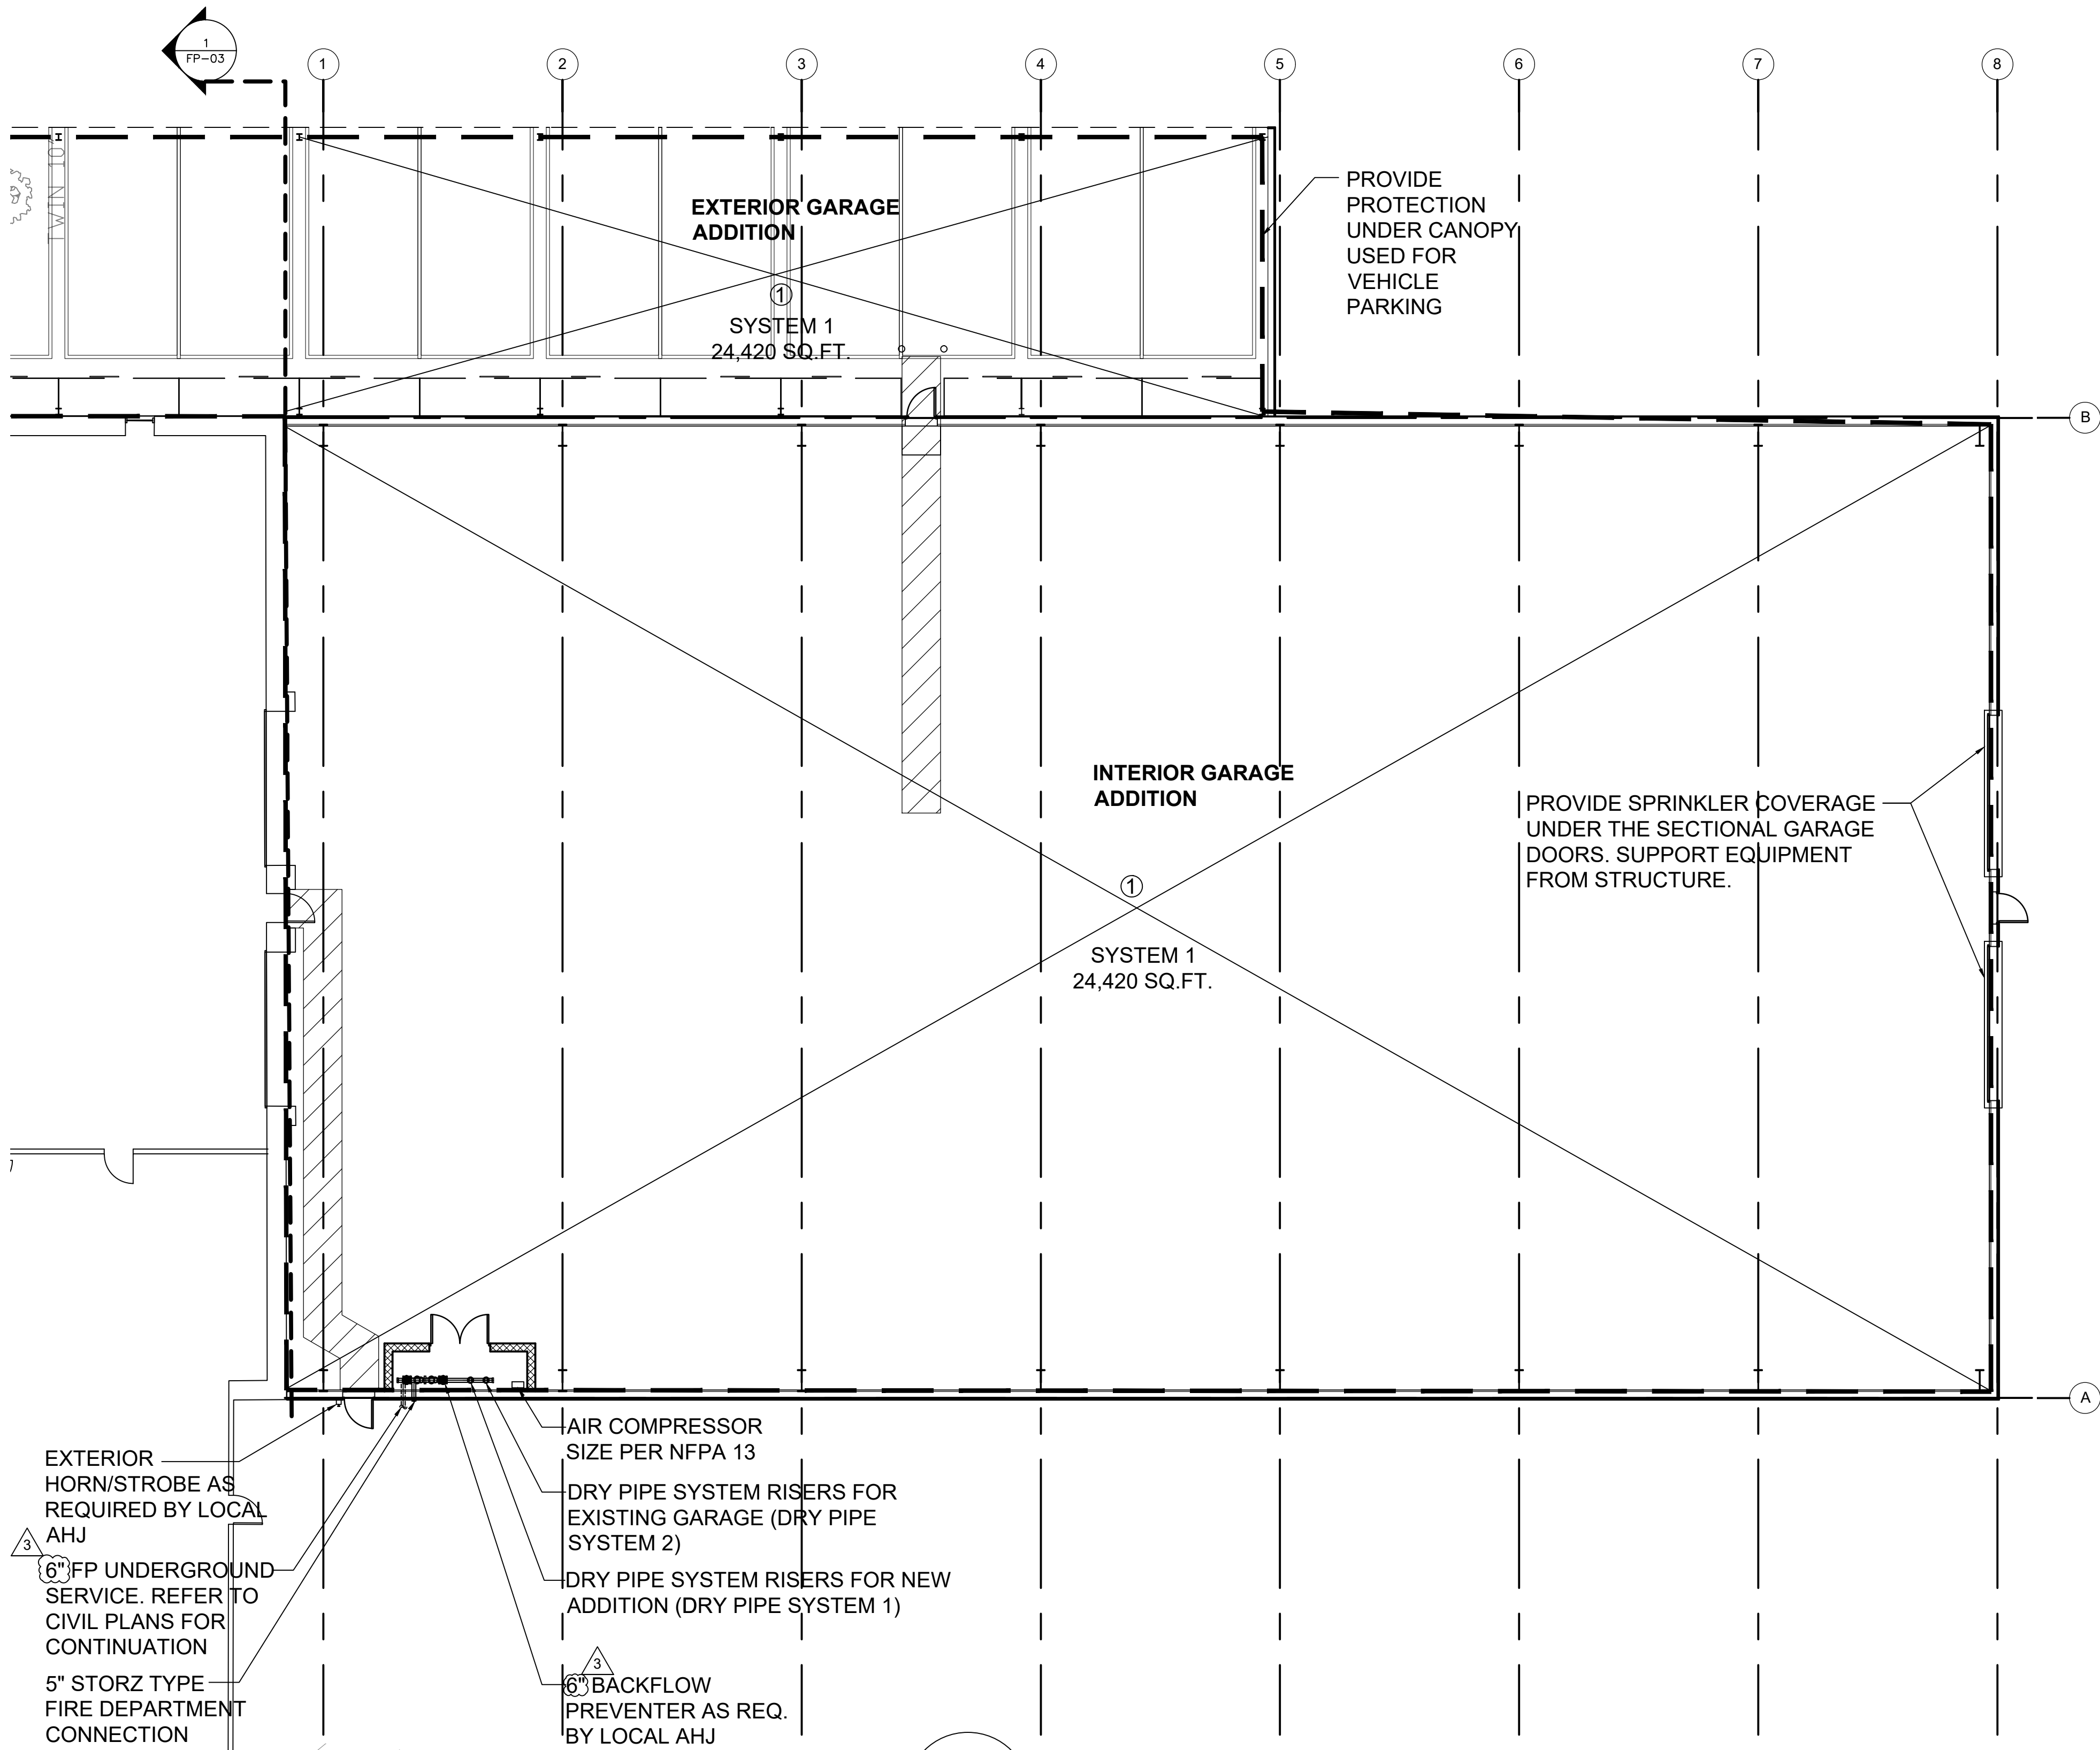 1
FP-03
1
2
3
4
5
6
7
8
TWIN 10
EXTERIOR GARAGE
ADDITION
1
SYSTEM 1
24,420 SQ.FT.
PROVIDE
PROTECTION
UNDER CANOPY
USED FOR
VEHICLE
PARKING
B
INTERIOR GARAGE
ADDITION
1
SYSTEM 1
24,420 SQ.FT.
PROVIDE SPRINKLER COVERAGE
UNDER THE SECTIONAL GARAGE
DOORS. SUPPORT EQUIPMENT
FROM STRUCTURE.
A
EXTERIOR
HORN/STROBE AS
REQUIRED BY LOCAL
AHJ
3
6" FP UNDERGROUND
SERVICE. REFER TO
CIVIL PLANS FOR
CONTINUATION
5" STORZ TYPE
FIRE DEPARTMENT
CONNECTION
AIR COMPRESSOR
SIZE PER NFPA 13
DRY PIPE SYSTEM RISERS FOR
EXISTING GARAGE (DRY PIPE
SYSTEM 2)
DRY PIPE SYSTEM RISERS FOR NEW
ADDITION (DRY PIPE SYSTEM 1)
3
6" BACKFLOW
PREVENTER AS REQ.
BY LOCAL AHJ